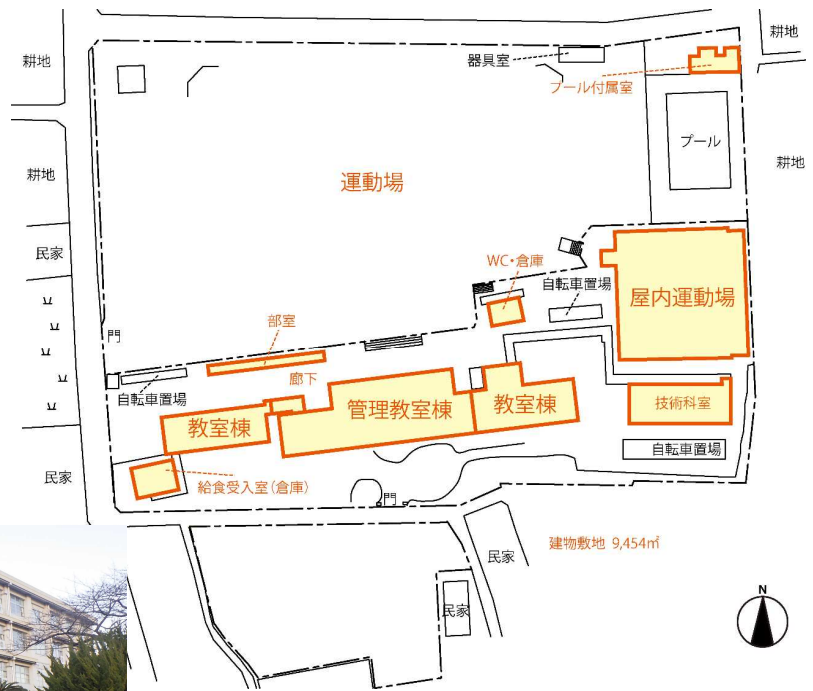 耕地
器具室
耕地
プール付属室
プール
耕地
耕地
運動場
民家
WC・倉庫
自転車置場
屋内運動場
門
部室
廊下
自転車置場
教室棟
管理教室棟
教室棟
技術科室
自転車置場
民家
給食受入室(倉庫)
門
民家
建物敷地 9,454㎡
民家
N